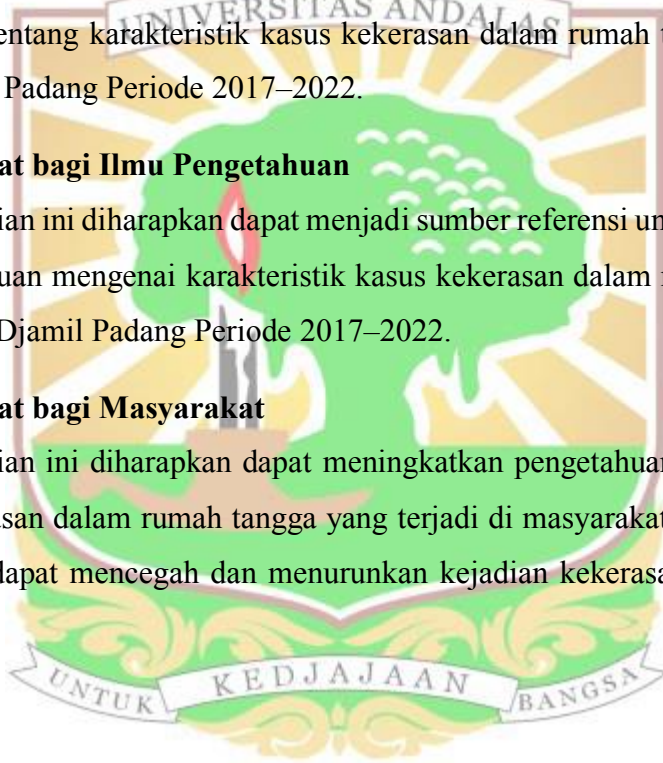 UNIVERSITAS ANDALAS
entang karakteristik kasus kekerasan dalam rumah t
Padang Periode 2017–2022.
at bagi Ilmu Pengetahuan
ian ini diharapkan dapat menjadi sumber referensi un
uan mengenai karakteristik kasus kekerasan dalam r
Djamil Padang Periode 2017–2022.
at bagi Masyarakat
ian ini diharapkan dapat meningkatkan pengetahuan
asan dalam rumah tangga yang terjadi di masyarakat
dapat mencegah dan menurunkan kejadian kekerasa
UNTUK KEDJAJAAN BANGSA